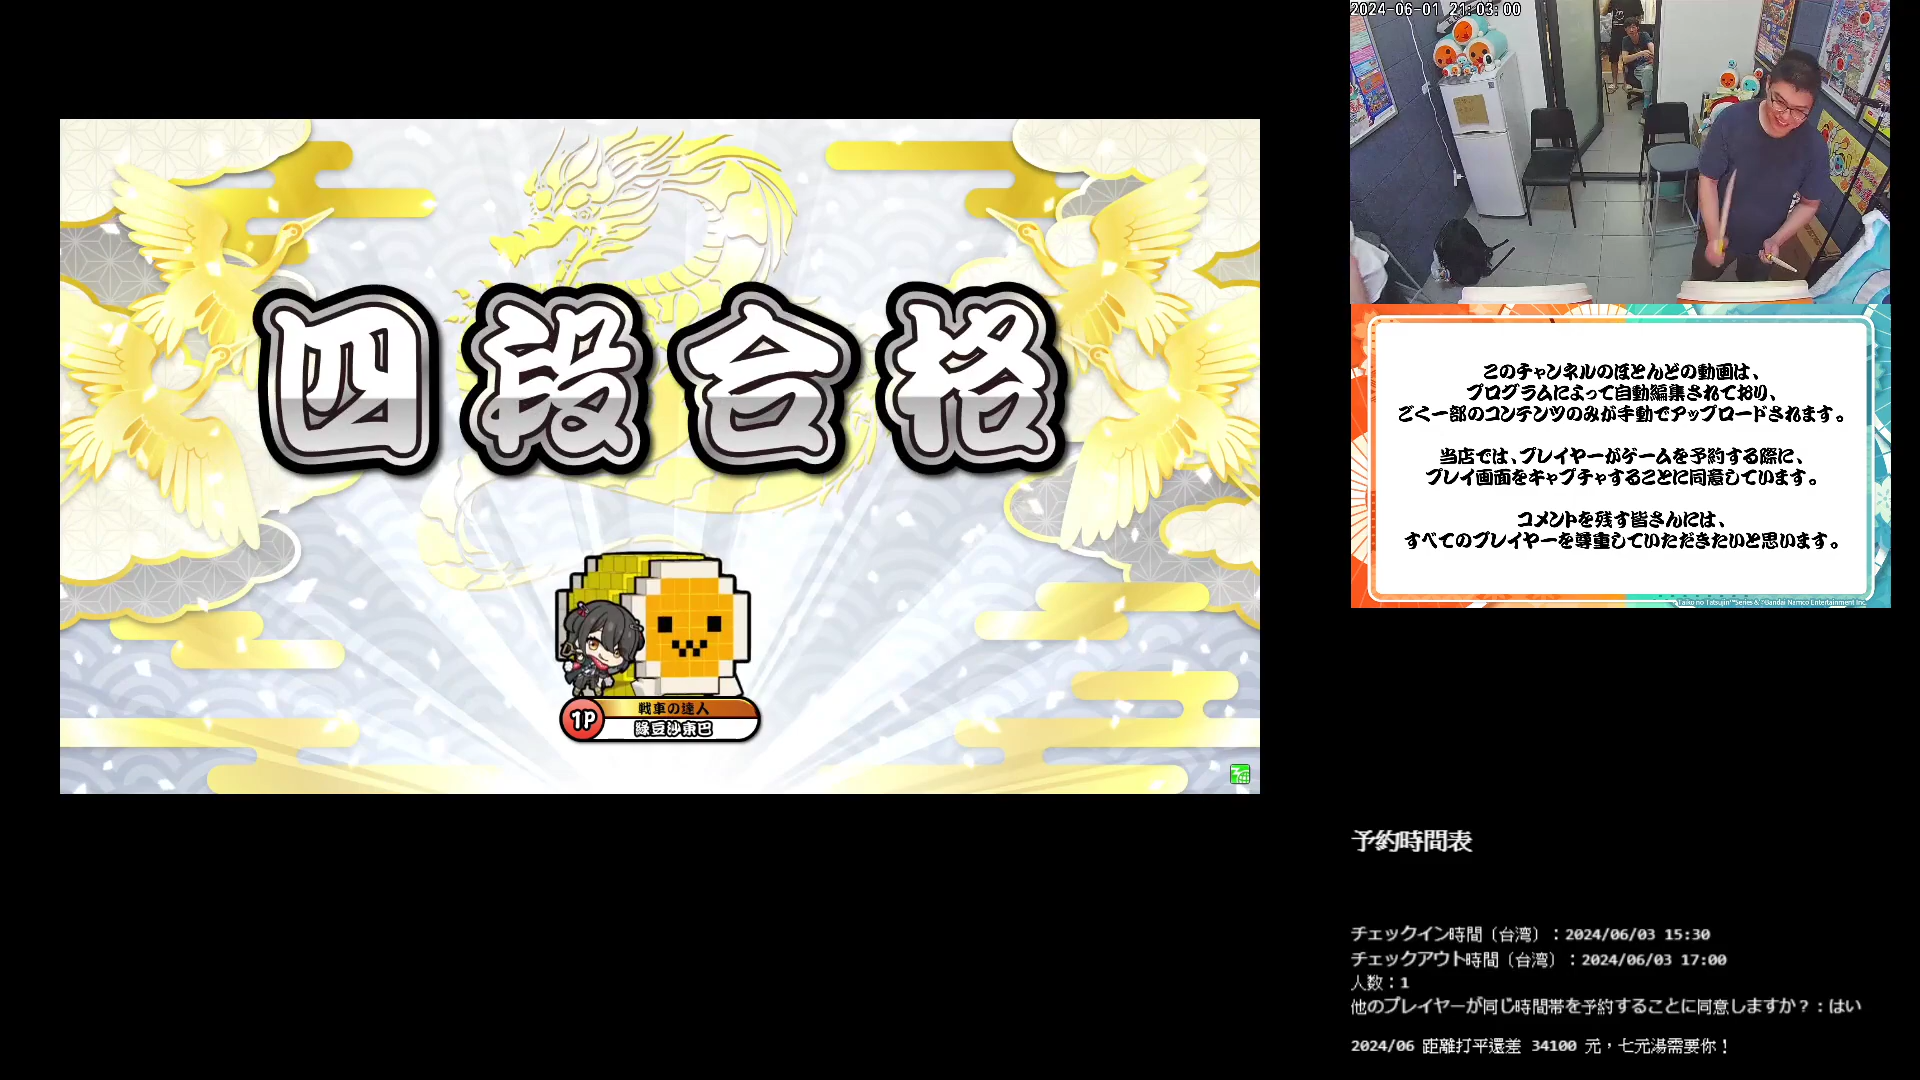 四段合格
1P
戦車の達人
綠豆沙東巴
2024-06-01 21:03:00
このチャンネルのほとんどの動画は、
プログラムによって自動編集されており、
ごく一部のコンテンツのみが手動でアップロードされます。
当店では、プレイヤーがゲームを予約する際に、
プレイ画面をキャプチャすることに同意しています。
コメントを残す皆さんには、
すべてのプレイヤーを尊重していただきたいと思います。
Taiko no Tatsujin™Series & ©Bandai Namco Entertainment Inc.
予約時間表
チェックイン時間（台湾）：2024/06/03 15:30
チェックアウト時間（台湾）：2024/06/03 17:00
人数：1
他のプレイヤーが同じ時間帯を予約することに同意しますか？：はい
2024/06 距離打平還差 34100 元，七元湯需要你！